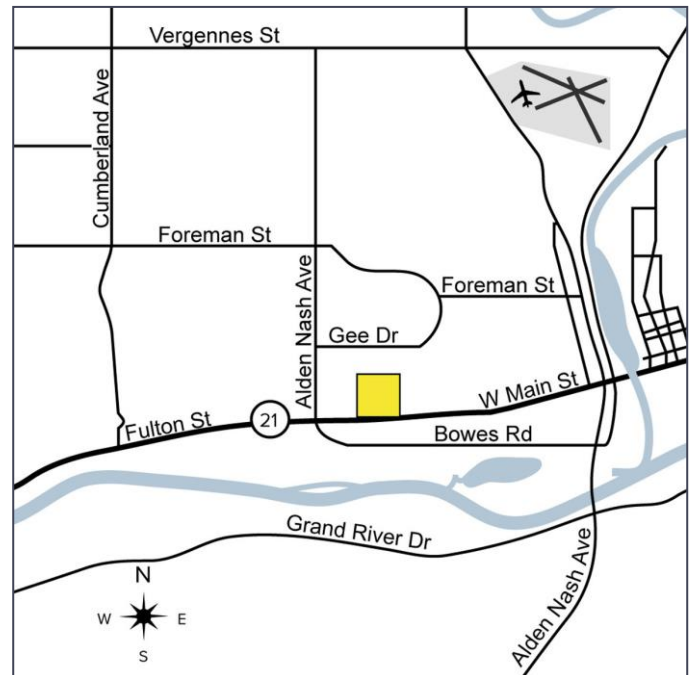 Vergennes St
Cumberland Ave
Foreman St
Alden Nash Ave
Foreman St
Gee Dr
W Main St
Fulton St
21
Bowes Rd
Grand River Dr
Alden Nash Ave
N
W E
S